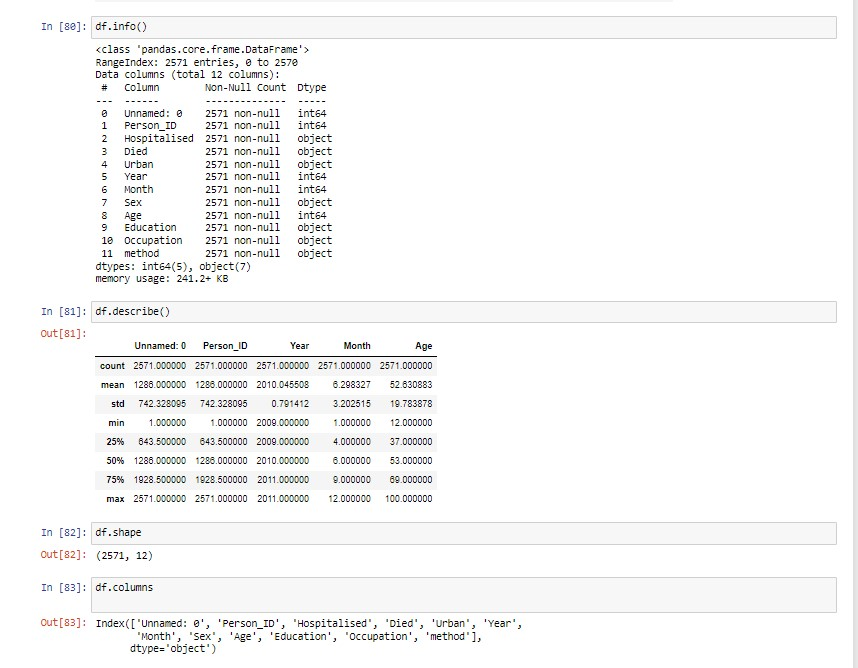 In [80]: df.info()
<class 'pandas.core.frame.DataFrame'>
RangeIndex: 2571 entries, 0 to 2570
Data columns (total 12 columns):
 #   Column        Non-Null Count  Dtype
---  ------        --------------  -----
 0   Unnamed: 0    2571 non-null   int64
 1   Person_ID     2571 non-null   int64
 2   Hospitalised  2571 non-null   object
 3   Died          2571 non-null   object
 4   Urban         2571 non-null   object
 5   Year          2571 non-null   int64
 6   Month         2571 non-null   int64
 7   Sex           2571 non-null   object
 8   Age           2571 non-null   int64
 9   Education     2571 non-null   object
 10  Occupation    2571 non-null   object
 11  method        2571 non-null   object
dtypes: int64(5), object(7)
memory usage: 241.2+ KB
In [81]: df.describe()
Out[81]:
Unnamed: 0 Person_ID Year Month Age
count 2571.000000 2571.000000 2571.000000 2571.000000 2571.000000
mean 1286.000000 1286.000000 2010.045508 6.298327 52.630883
std 742.328095 742.328095 0.791412 3.202515 19.783878
min 1.000000 1.000000 2009.000000 1.000000 12.000000
25% 643.500000 643.500000 2009.000000 4.000000 37.000000
50% 1286.000000 1286.000000 2010.000000 6.000000 53.000000
75% 1928.500000 1928.500000 2011.000000 9.000000 69.000000
max 2571.000000 2571.000000 2011.000000 12.000000 100.000000
In [82]: df.shape
Out[82]: (2571, 12)
In [83]: df.columns
Out[83]: Index(['Unnamed: 0', 'Person_ID', 'Hospitalised', 'Died', 'Urban', 'Year',
'Month', 'Sex', 'Age', 'Education', 'Occupation', 'method'],
dtype='object')